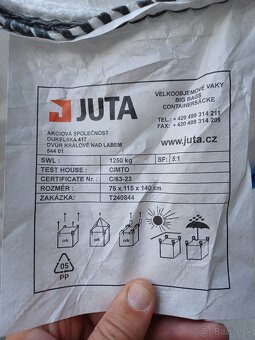 JUTA
AKCIOVÁ SPOLEČNOST
DUKELSKÁ 417
DVŮR KRÁLOVÉ NAD LABEM
544 01
VELKOOBJEMOVÉ VAKY
BIG BAGS
CONTAINERSÄCKE
TEL.: + 420 499 314 211
FAX: + 420 499 314 209
www.juta.cz
SWL : 1250 kg SF: 5:1
TEST HOUSE : CIMTO
CERTIFICATE Nr. : C/63-23
ROZMĚR : 75 x 115 x 140 cm
ZAKÁZKA: T240844
ok
ok
05
PP